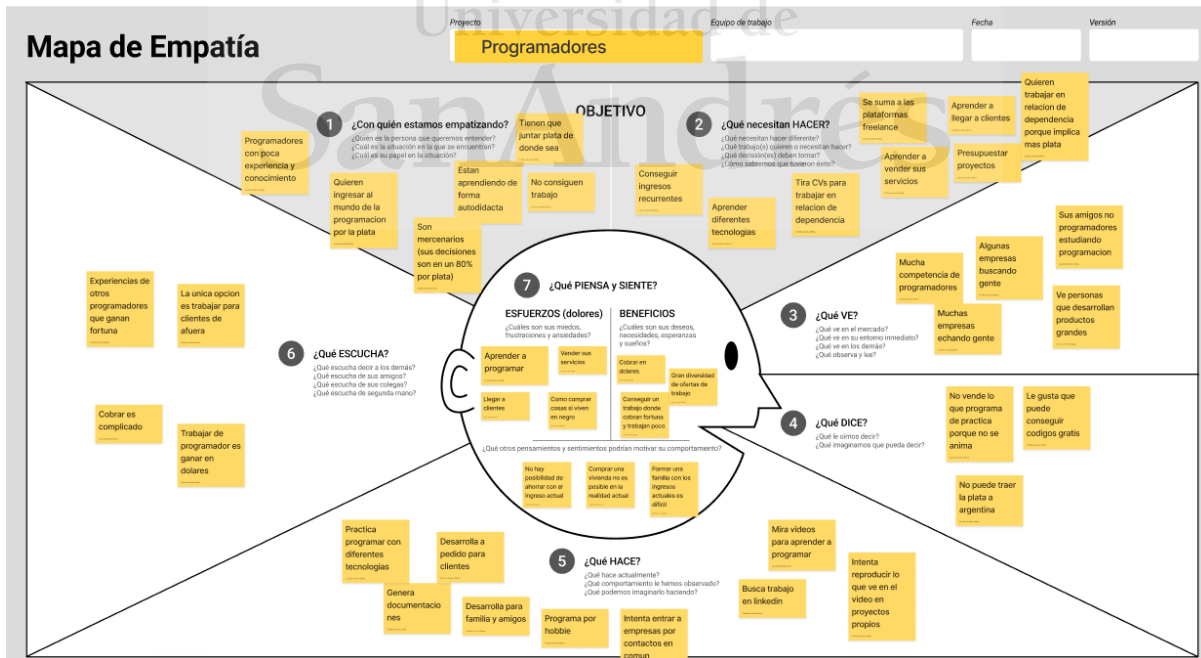 Universidad de
SanAndrés
Mapa de Empatía
Proyecto
Programadores
Equipo de trabajo
Fecha
Versión
OBJETIVO
1
¿Con quién estamos empatizando?
¿Quién es la persona que queremos entender?
¿Cuál es la situación en la que se encuentran?
¿Cuál es su papel en la situación?
Programadores
con poca
experiencia y
conocimiento
Quieren
ingresar al
mundo de la
programacion
por la plata
Son
mercenarios
(sus decisiones
son en un 80%
por plata)
Estan
aprendiendo de
forma
autodidacta
Tienen que
juntar plata de
donde sea
No consiguen
trabajo
2
¿Qué necesitan HACER?
¿Qué necesitan hacer diferente?
¿Qué trabajo(s) quieren o necesitan hacer?
¿Qué decisión(es) deben tomar?
¿Cómo sabremos que tuvieron éxito?
Conseguir
ingresos
recurrentes
Aprender
diferentes
tecnologias
Tira CVs para
trabajar en
relacion de
dependencia
Se suma a las
plataformas
freelance
Aprender a
vender sus
servicios
Aprender a
llegar a clientes
Presupuestar
proyectos
Quieren
trabajar en
relacion de
dependencia
porque implica
mas plata
3
¿Qué VE?
¿Qué ve en el mercado?
¿Qué ve en su entorno inmediato?
¿Qué ve en los demás?
¿Qué observa y lee?
Mucha
competencia de
programadores
Algunas
empresas
buscando
gente
Muchas
empresas
echando gente
Sus amigos no
programadores
estudiando
programacion
Ve personas
que desarrollan
productos
grandes
4
¿Qué DICE?
¿Qué le oímos decir?
¿Qué imaginamos que pueda decir?
No vende lo
que programa
de practica
porque no se
anima
Le gusta que
puede
conseguir
codigos gratis
No puede traer
la plata a
argentina
5
¿Qué HACE?
¿Qué hace actualmente?
¿Qué comportamiento le hemos observado?
¿Qué podemos imaginarlo haciendo?
Practica
programar con
diferentes
tecnologias
Desarrolla a
pedido para
clientes
Genera
documentacio
nes
Desarrolla para
familia y amigos
Programa por
hobbie
Intenta entrar a
empresas por
contactos en
comun
Mira videos
para aprender a
programar
Busca trabajo
en linkedin
Intenta
reproducir lo
que ve en el
video en
proyectos
propios
6
¿Qué ESCUCHA?
¿Qué escucha decir a los demás?
¿Qué escucha de sus amigos?
¿Qué escucha de sus colegas?
¿Qué escucha de segunda mano?
Experiencias de
otros
programadores
que ganan
fortuna
La unica opcion
es trabajar para
clientes de
afuera
Cobrar es
complicado
Trabajar de
programador es
ganar en
dolares
7
¿Qué PIENSA y SIENTE?
ESFUERZOS (dolores)
¿Cuáles son sus miedos,
frustraciones y ansiedades?
Aprender a
programar
Vender sus
servicios
Llegar a
clientes
Como comprar
cosas si viven
en negro
BENEFICIOS
¿Cuáles son sus deseos,
necesidades, esperanzas
y sueños?
Cobrar en
dolares
Gran diversidad
de ofertas de
trabajo
Conseguir un
trabajo donde
cobran fortuna
y trabajan poco
¿Qué otros pensamientos y sentimientos podrían motivar su comportamiento?
No hay
posibilidad de
ahorrar con el
ingreso actual
Comprar una
vivienda no es
posible en la
realidad actual
Formar una
familia con los
ingresos
actuales es
dificil